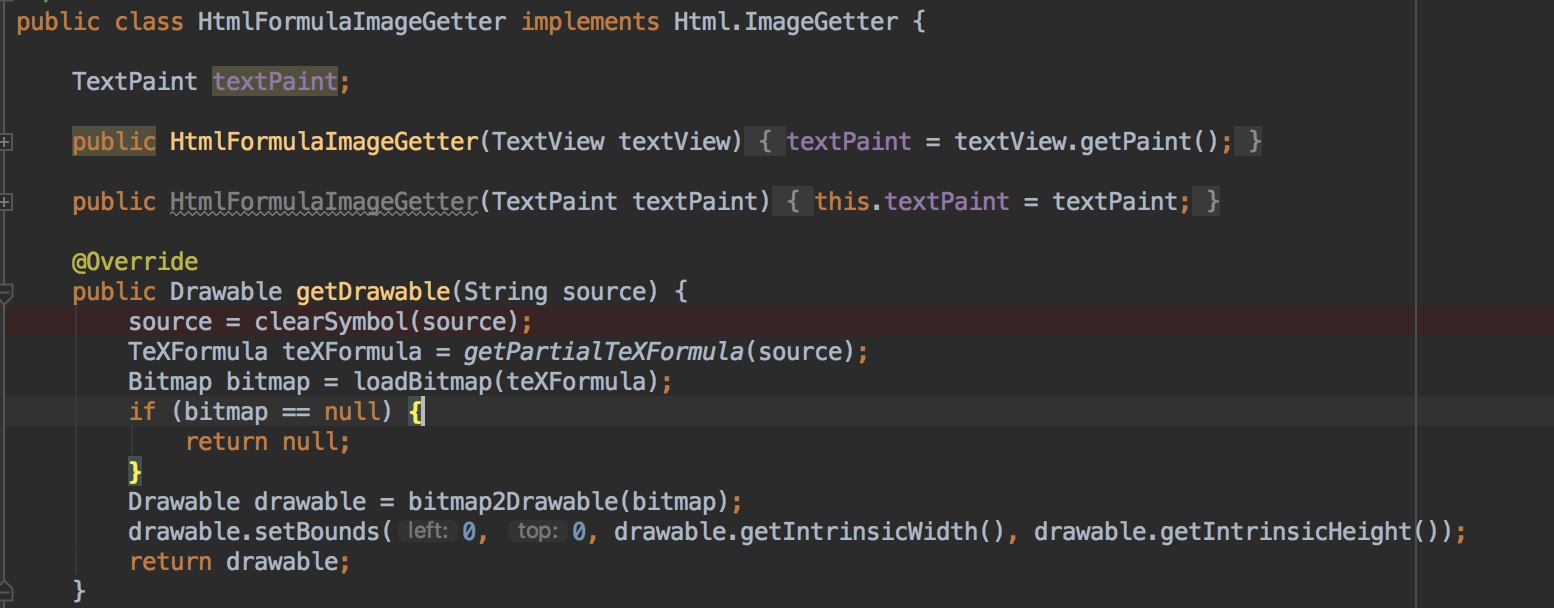 public class HtmlFormulaImageGetter implements Html.ImageGetter {
TextPaint textPaint;
public HtmlFormulaImageGetter(TextView textView) { textPaint = textView.getPaint(); }
public HtmlFormulaImageGetter(TextPaint textPaint) { this.textPaint = textPaint; }
@Override
public Drawable getDrawable(String source) {
source = clearSymbol(source);
TeXFormula teXFormula = getPartialTeXFormula(source);
Bitmap bitmap = loadBitmap(teXFormula);
if (bitmap == null) {
return null;
}
Drawable drawable = bitmap2Drawable(bitmap);
drawable.setBounds( left: 0, top: 0, drawable.getIntrinsicWidth(), drawable.getIntrinsicHeight());
return drawable;
}